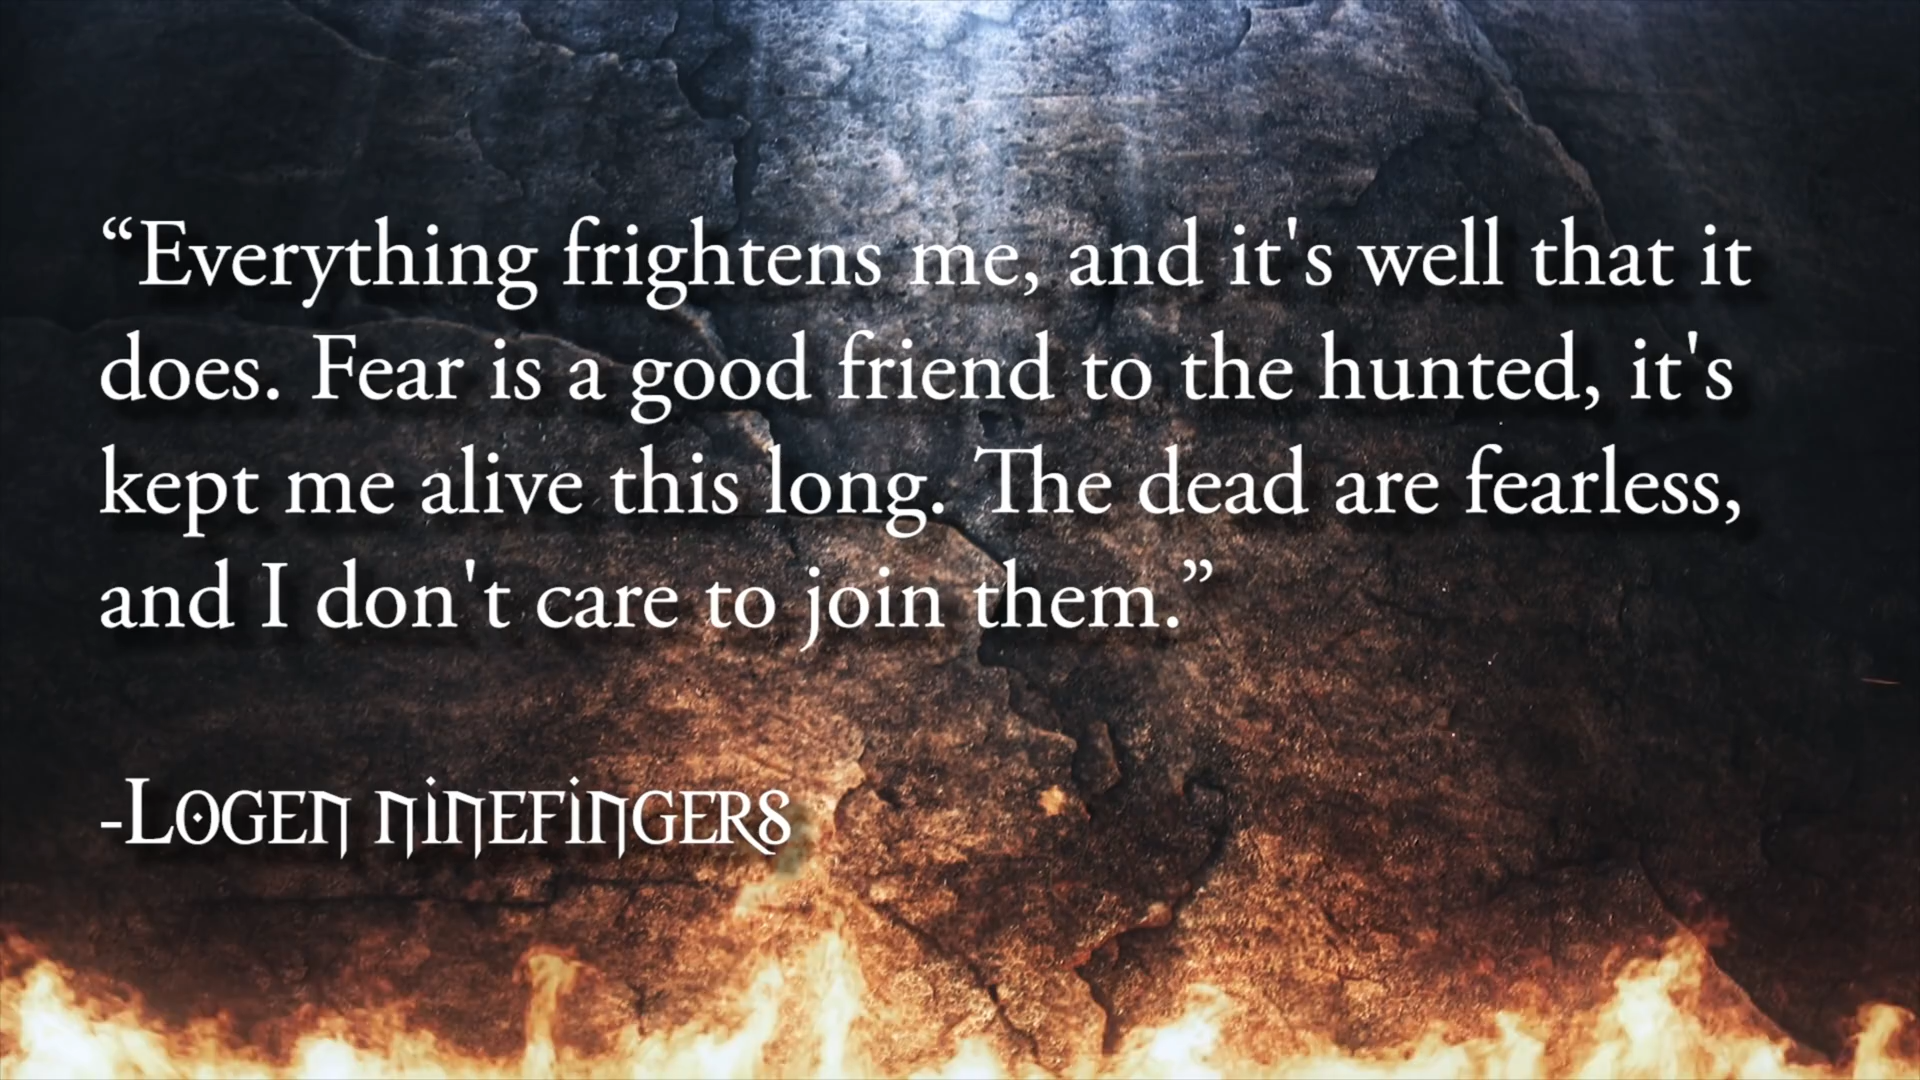 “Everything frightens me, and it's well that it
does. Fear is a good friend to the hunted, it's
kept me alive this long. The dead are fearless,
and I don't care to join them.”
-Logen ninefingers